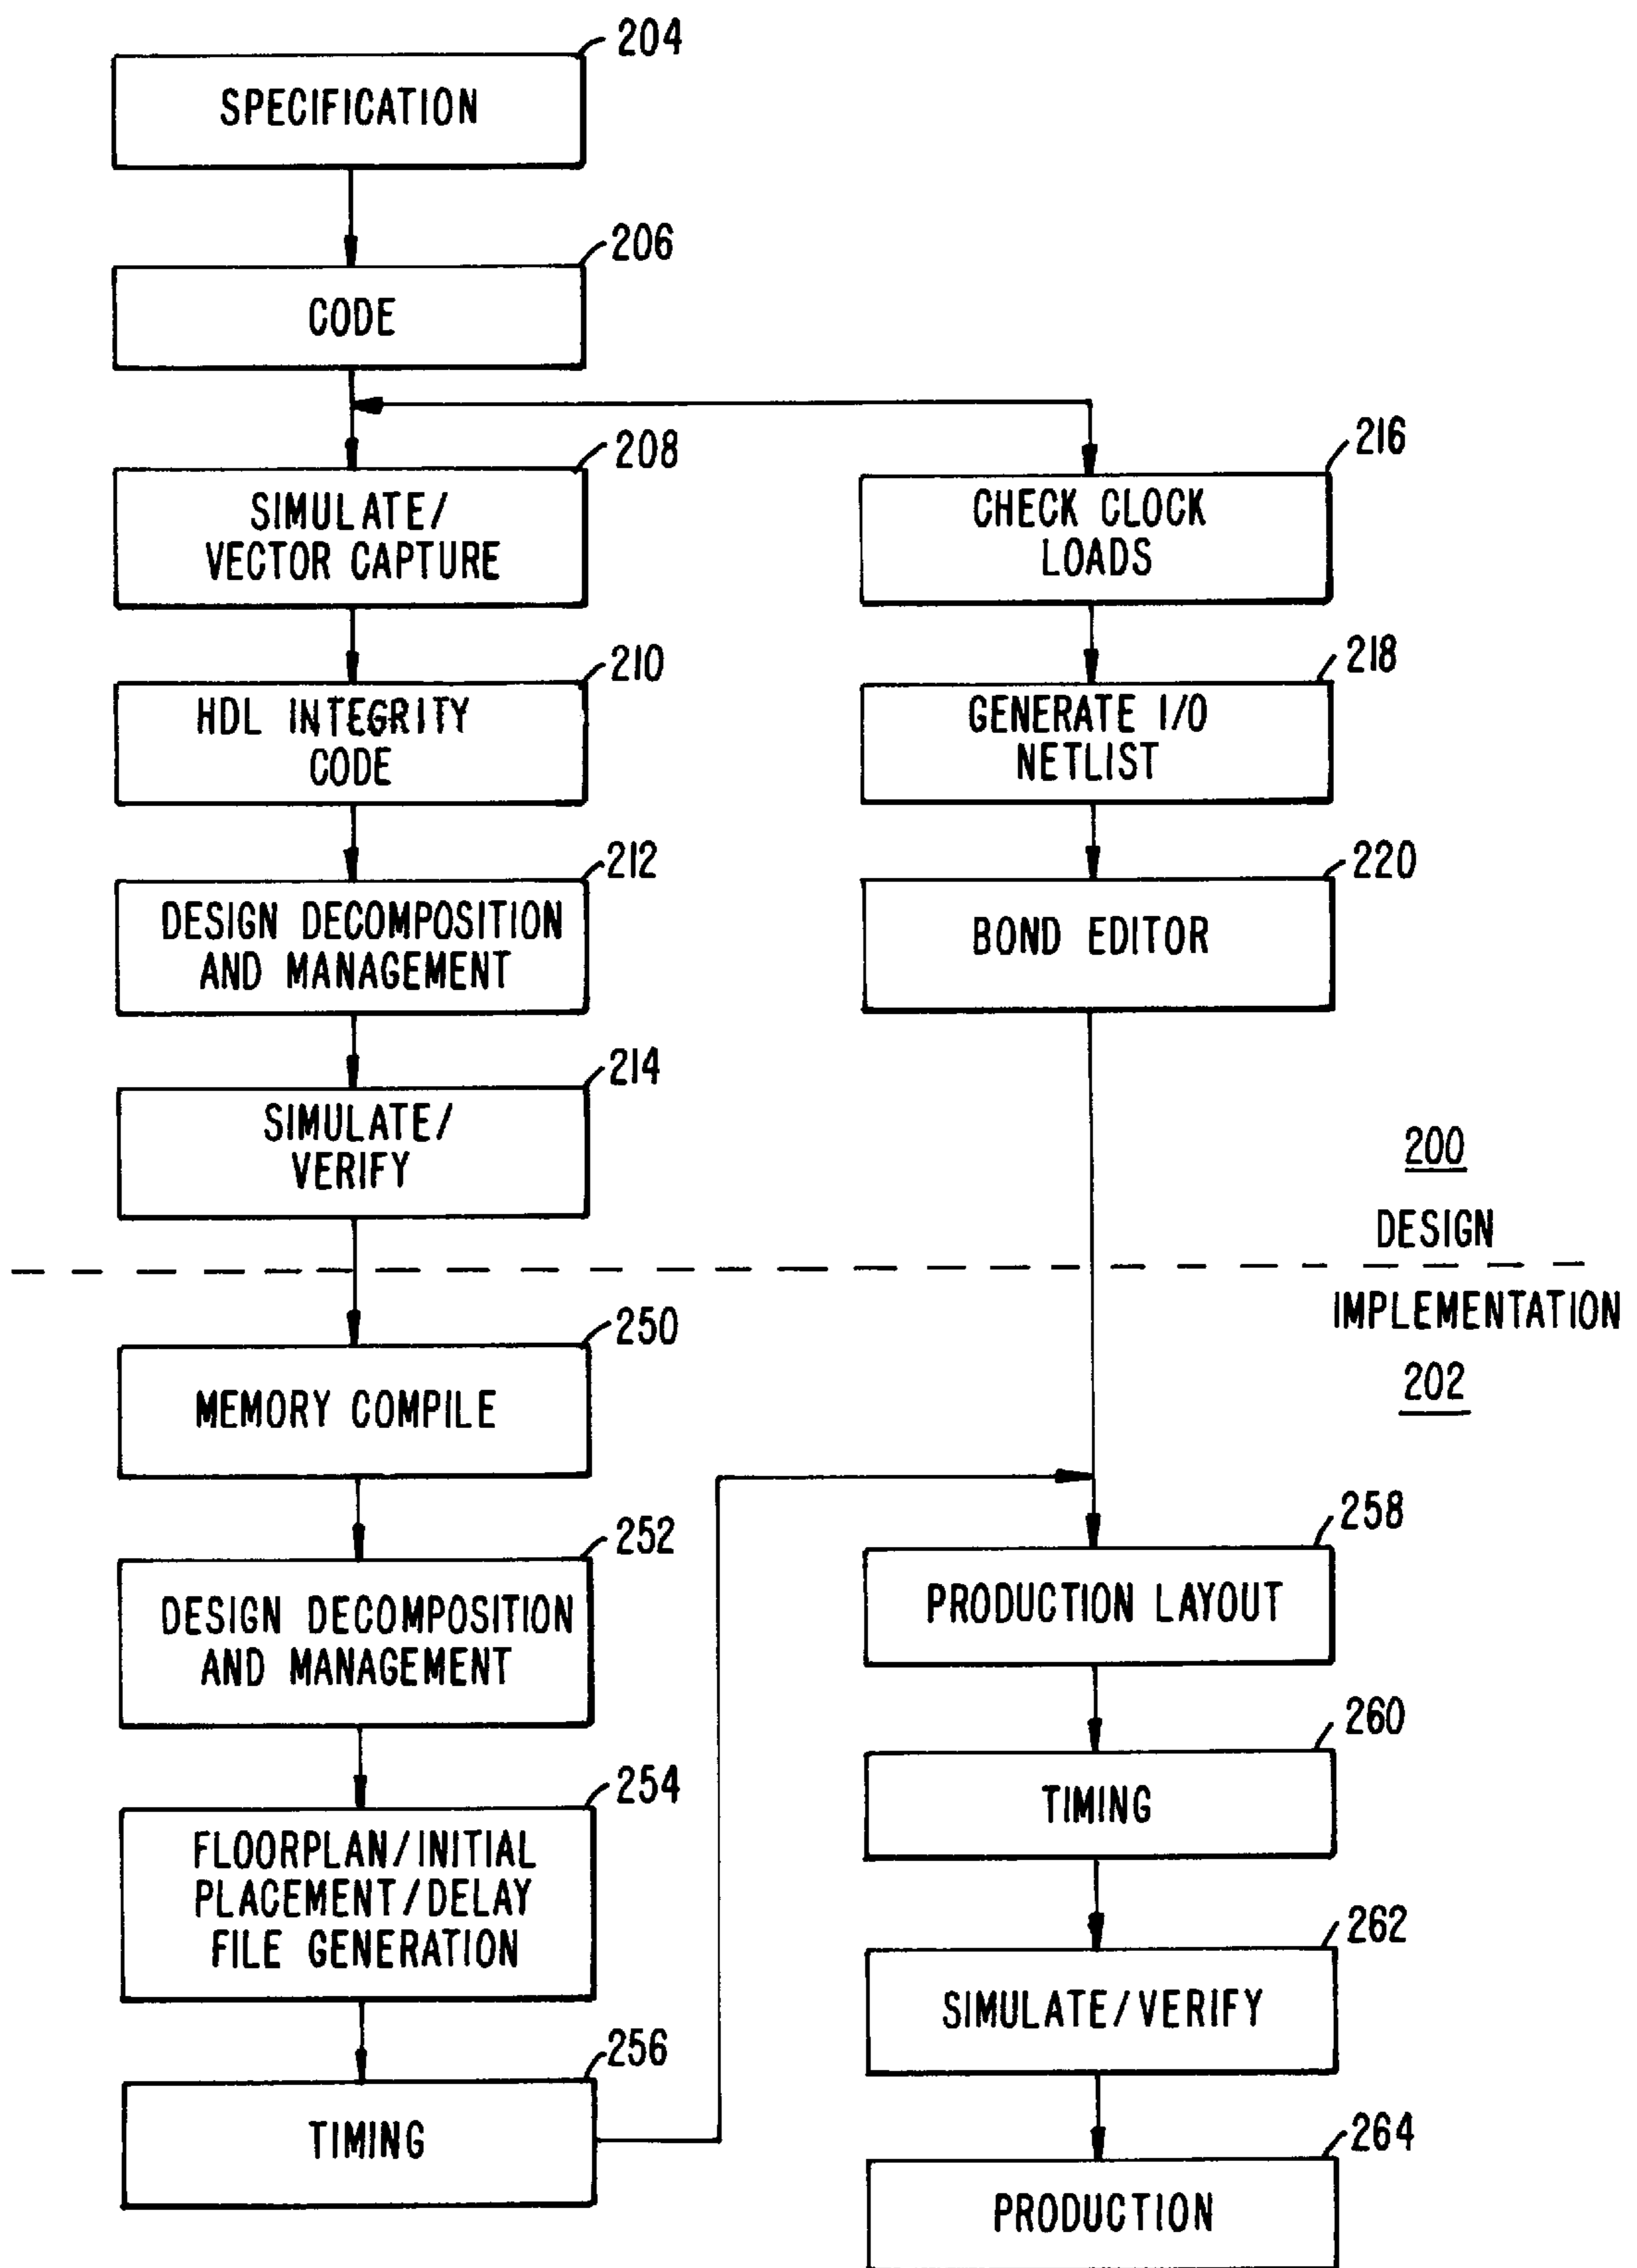 204
SPECIFICATION
206
CODE
208
SIMULATE/
VECTOR CAPTURE
210
HDL INTEGRITY
CODE
212
DESIGN DECOMPOSITION
AND MANAGEMENT
214
SIMULATE/
VERIFY
216
CHECK CLOCK
LOADS
218
GENERATE I/O
NETLIST
220
BOND EDITOR
200
DESIGN
IMPLEMENTATION
202
250
MEMORY COMPILE
252
DESIGN DECOMPOSITION
AND MANAGEMENT
254
FLOORPLAN/INITIAL
PLACEMENT/DELAY
FILE GENERATION
256
TIMING
258
PRODUCTION LAYOUT
260
TIMING
262
SIMULATE/VERIFY
264
PRODUCTION